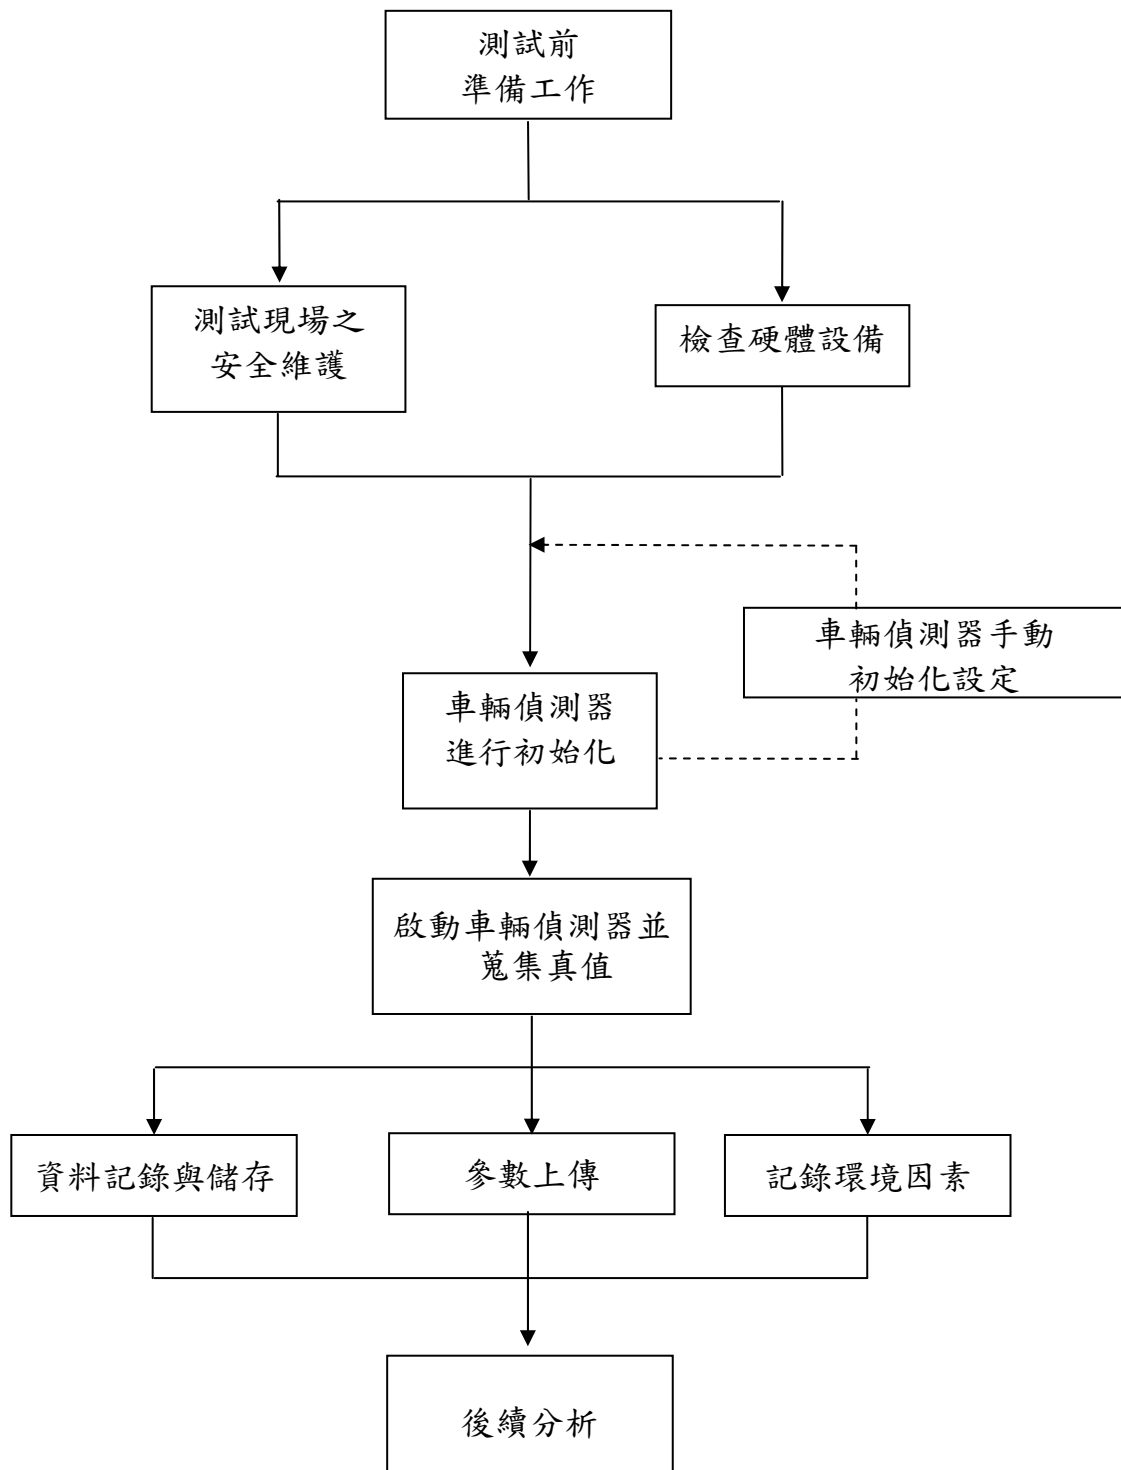 測試前
準備工作
測試現場之
安全維護
檢查硬體設備
車輛偵測器手動
初始化設定
車輛偵測器
進行初始化
啟動車輛偵測器並
蒐集真值
資料記錄與儲存
參數上傳
記錄環境因素
後續分析